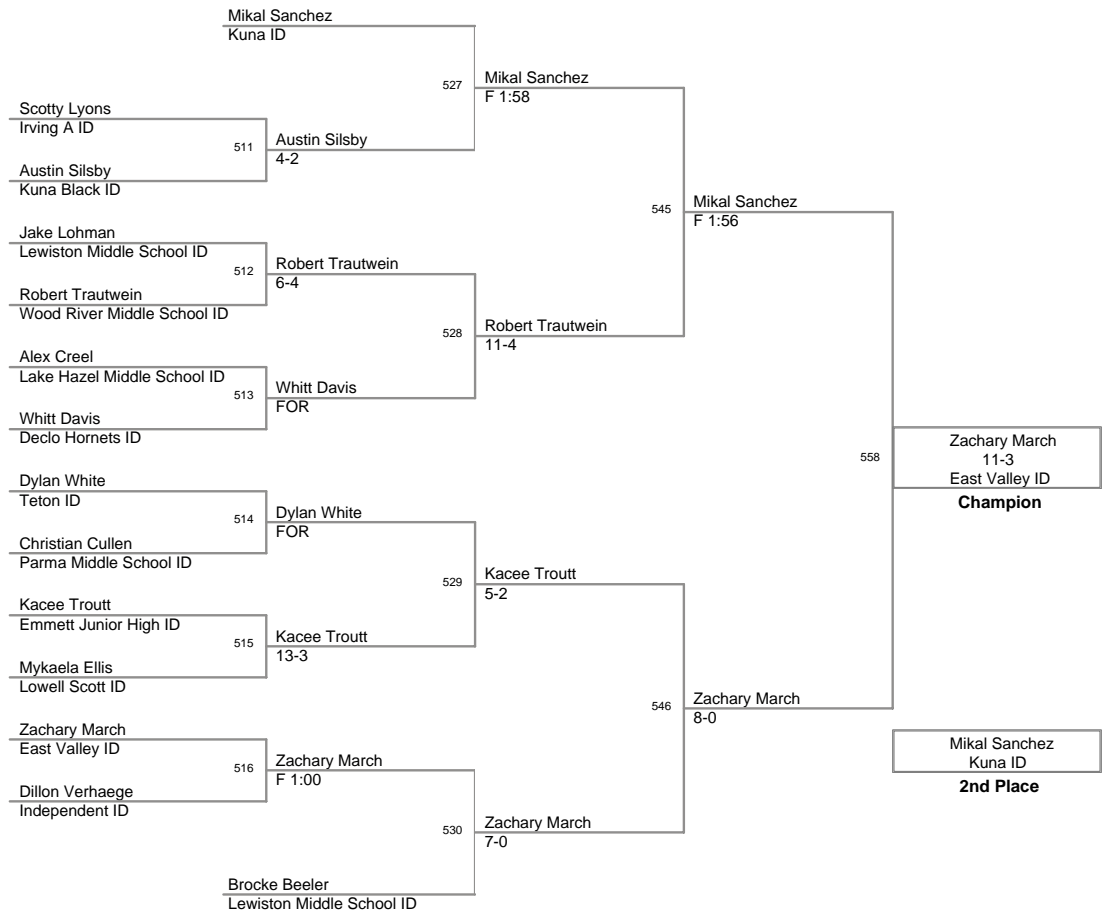 Mikal Sanchez
Kuna ID
527
Mikal Sanchez
F 1:58
Scotty Lyons
Irving A ID
511
Austin Silsby
4-2
Austin Silsby
Kuna Black ID
545
Mikal Sanchez
F 1:56
Jake Lohman
Lewiston Middle School ID
512
Robert Trautwein
6-4
Robert Trautwein
Wood River Middle School ID
528
Robert Trautwein
11-4
Alex Creel
Lake Hazel Middle School ID
513
Whitt Davis
FOR
Whitt Davis
Declo Hornets ID
558
Zachary March
11-3
East Valley ID
Champion
Dylan White
Teton ID
514
Dylan White
FOR
Christian Cullen
Parma Middle School ID
529
Kacee Troutt
5-2
Kacee Troutt
Emmett Junior High ID
515
Kacee Troutt
13-3
Mykaela Ellis
Lowell Scott ID
546
Zachary March
8-0
Zachary March
East Valley ID
516
Zachary March
F 1:00
Dillon Verhaege
Independent ID
Mikal Sanchez
Kuna ID
2nd Place
530
Zachary March
7-0
Brocke Beeler
Lewiston Middle School ID